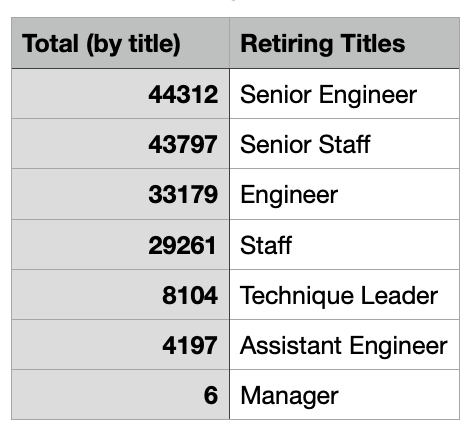 Total (by title) Retiring Titles
44312 Senior Engineer
43797 Senior Staff
33179 Engineer
29261 Staff
8104 Technique Leader
4197 Assistant Engineer
6 Manager